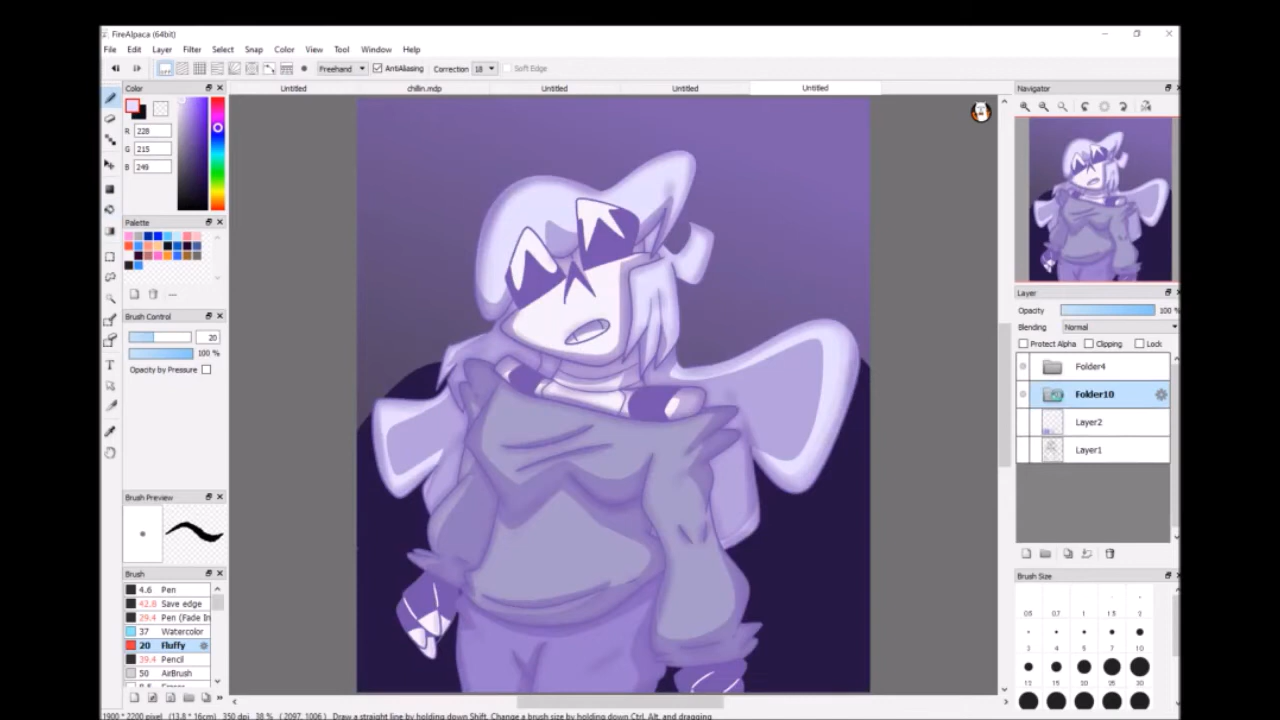 FireAlpaca (64bit)
File Edit Layer Filter Select Snap Color View Tool Window Help
Freehand AntiAliasing Correction 18 Soft Edge
Color
Untitled chillin.mdp Untitled Untitled Untitled
Navigator
R 228
G 215
B 249
Palette
Layer
Opacity 100 %
Blending Normal
Protect Alpha Clipping Lock
Folder4
Folder10
Layer2
Layer1
Brush Control
20
100 %
Opacity by Pressure
Brush Preview
Brush
4.6 Pen
42.8 Save edge
29.4 Pen (Fade In
37 Watercolor
20 Fluffy
39.4 Pencil
50 AirBrush
Brush Size
0.5 0.7 1 1.5 2
3 4 5 7 10
12 15 20 25 30
1900 * 2200 pixel (13.8 * 16cm) 350 dpi 38 % ( 2097, 1006 ) Draw a straight line by holding down Shift, Change a brush size by holding down Ctrl, Alt, and dragging